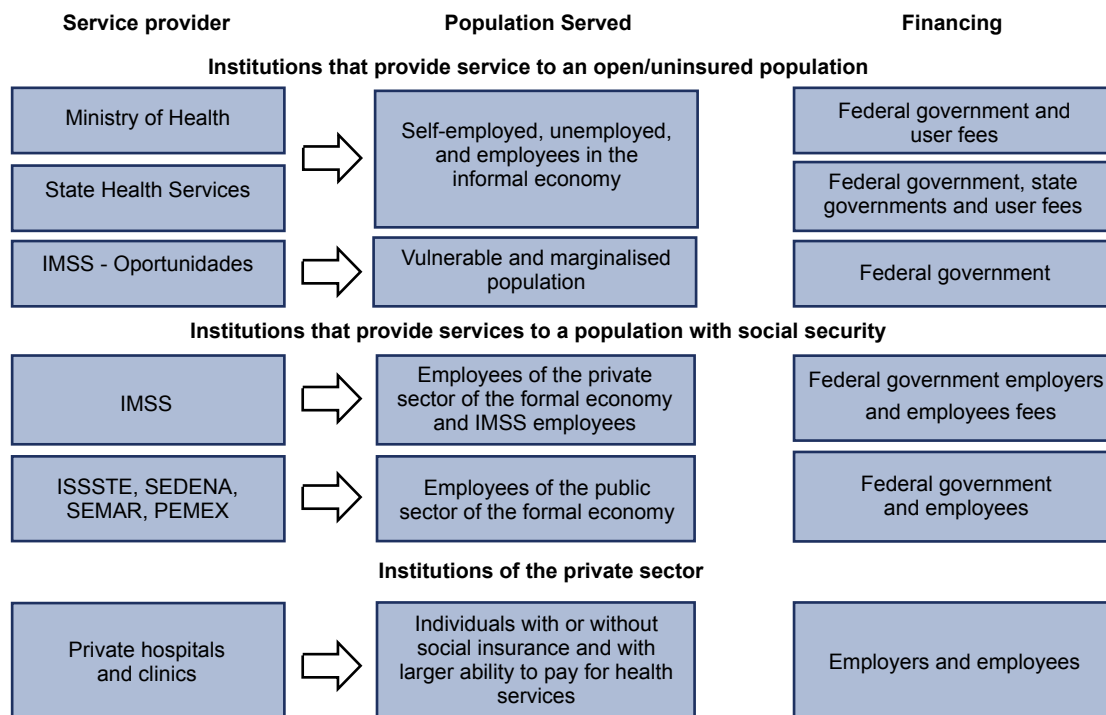 Service provider
Population Served
Financing
Institutions that provide service to an open/uninsured population
Ministry of Health
Self-employed, unemployed,
and employees in the
informal economy
Federal government and
user fees
State Health Services
Federal government, state
governments and user fees
IMSS - Oportunidades
Vulnerable and marginalised
population
Federal government
Institutions that provide services to a population with social security
IMSS
Employees of the private
sector of the formal economy
and IMSS employees
Federal government employers
and employees fees
ISSSTE, SEDENA,
SEMAR, PEMEX
Employees of the public
sector of the formal economy
Federal government
and employees
Institutions of the private sector
Private hospitals
and clinics
Individuals with or without
social insurance and with
larger ability to pay for health
services
Employers and employees